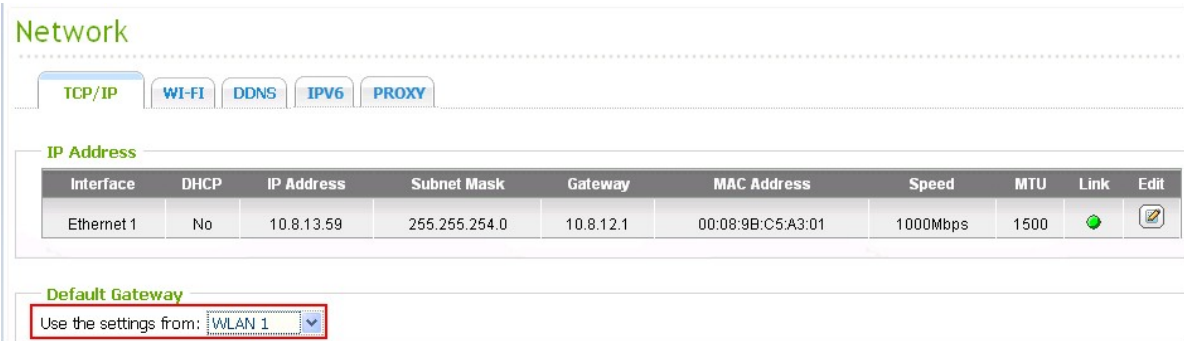 Network
TCP/IP WI-FI DDNS IPV6 PROXY
IP Address
Interface DHCP IP Address Subnet Mask Gateway MAC Address Speed MTU Link Edit
Ethernet 1 No 10.8.13.59 255.255.254.0 10.8.12.1 00:08:9B:C5:A3:01 1000Mbps 1500
Default Gateway
Use the settings from: WLAN 1